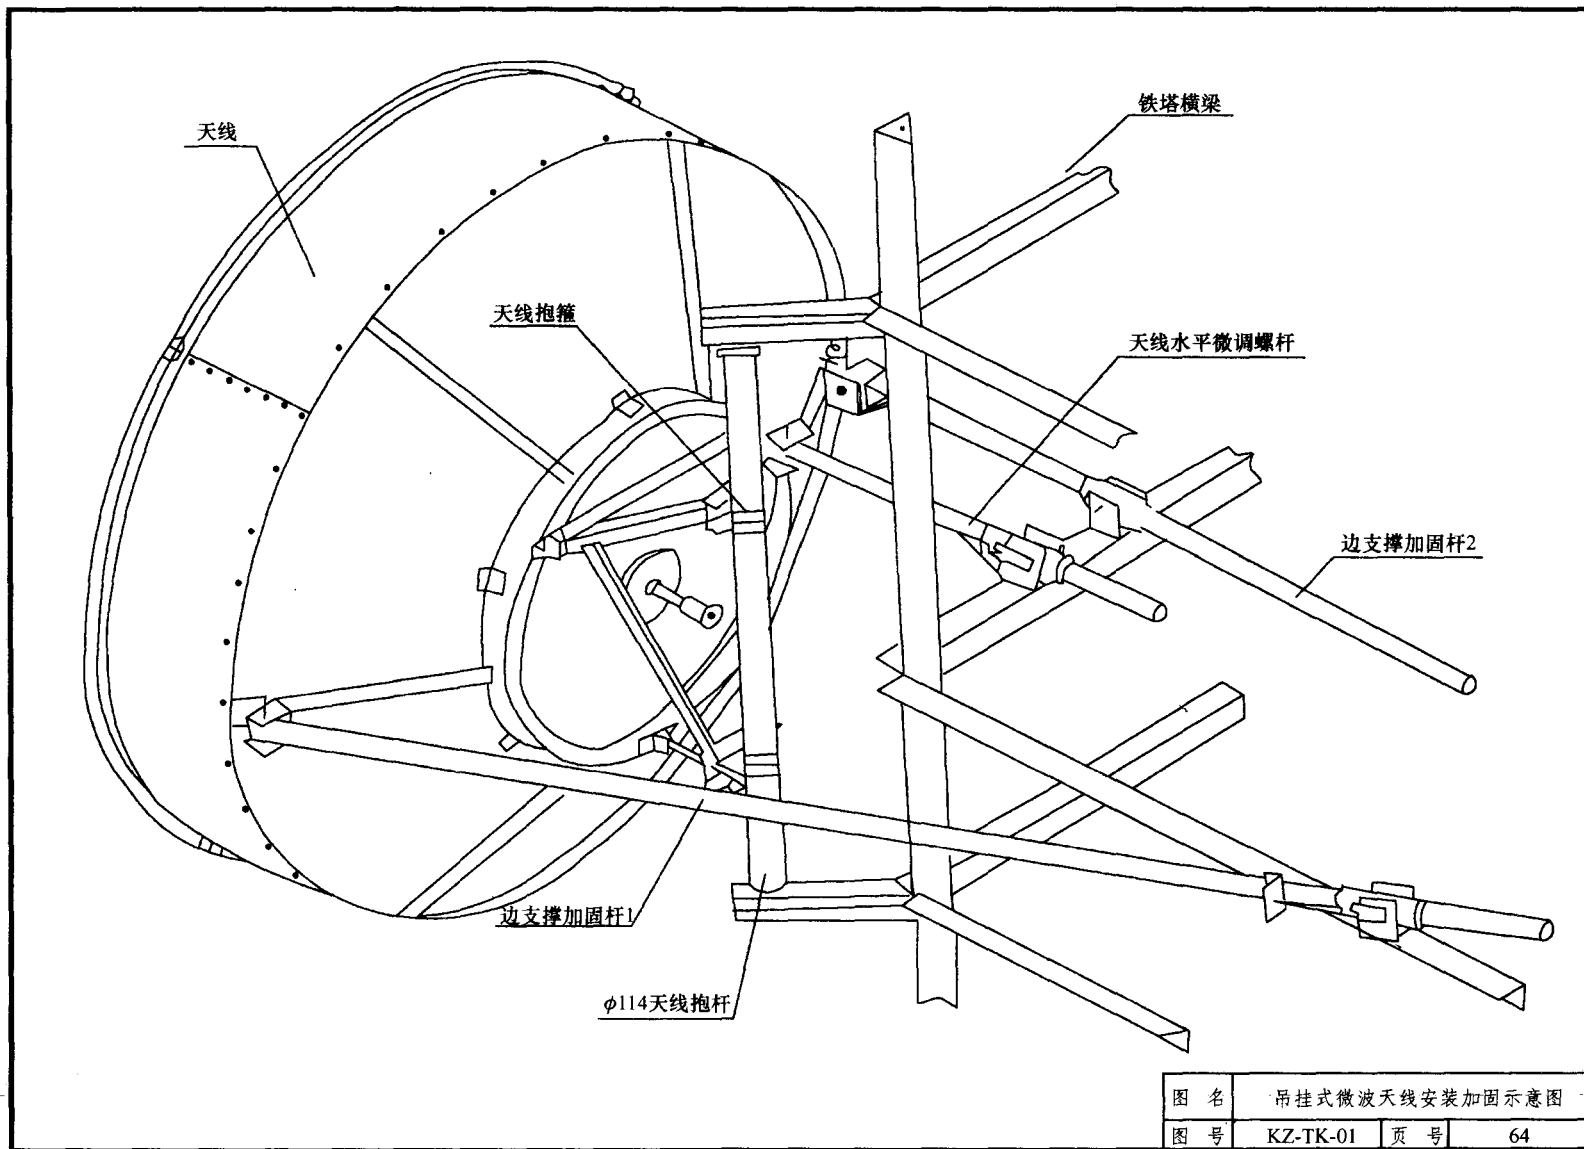 铁塔横梁
天线
天线抱箍
天线水平微调螺杆
边支撑加固杆2
边支撑加固杆1
φ114天线抱杆
图 名 吊挂式微波天线安装加固示意图
图 号 KZ-TK-01 页 号 64